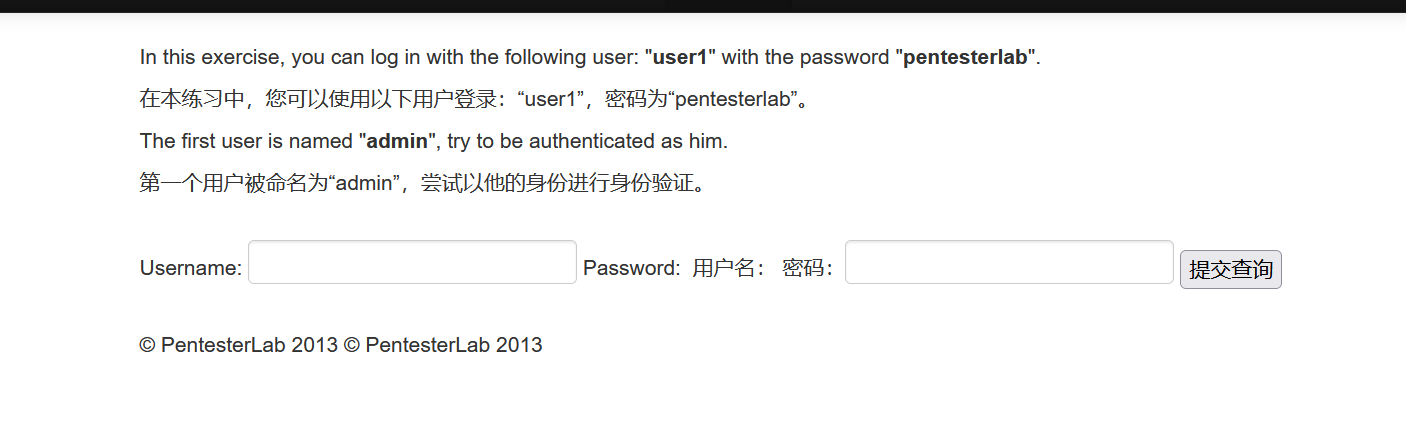 In this exercise, you can log in with the following user: "user1" with the password "pentesterlab".
在本练习中，您可以使用以下用户登录：“user1”，密码为“pentesterlab”。
The first user is named "admin", try to be authenticated as him.
第一个用户被命名为“admin”，尝试以他的身份进行身份验证。
Username: Password: 用户名： 密码： 提交查询
© PentesterLab 2013 © PentesterLab 2013